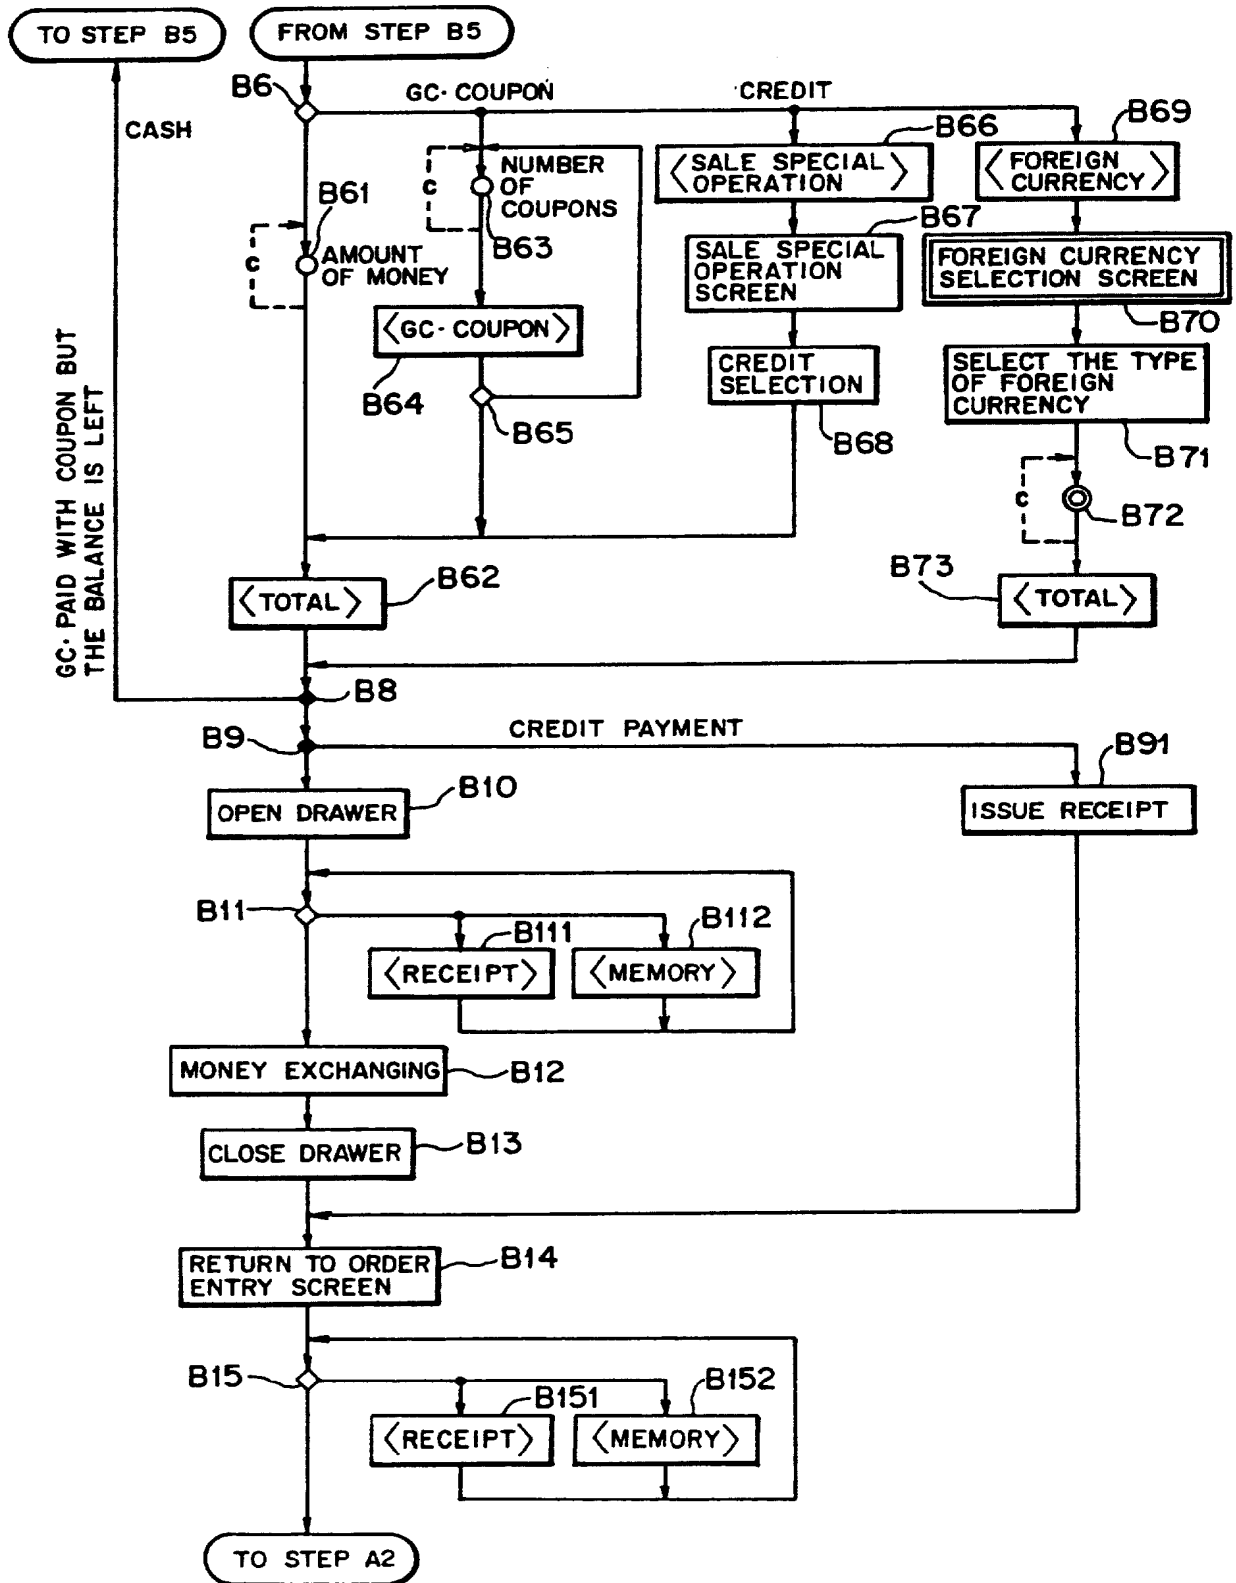 TO STEP B5
FROM STEP B5
B6
GC·COUPON
CREDIT
B69
CASH
B66
<SALE SPECIAL
OPERATION>
<FOREIGN
CURRENCY>
C
NUMBER
OF
COUPONS
B61
B63
B67
C
AMOUNT
OF MONEY
SALE SPECIAL
OPERATION
SCREEN
FOREIGN CURRENCY
SELECTION SCREEN
B70
<GC·COUPON>
B64
CREDIT
SELECTION
SELECT THE TYPE
OF FOREIGN
CURRENCY
B65
B68
B71
GC·PAID WITH COUPON BUT
THE BALANCE IS LEFT
C
B72
B62
<TOTAL>
B73
<TOTAL>
B8
B9
CREDIT PAYMENT
B91
B10
OPEN DRAWER
ISSUE RECEIPT
B11
B111
B112
<RECEIPT>
<MEMORY>
MONEY EXCHANGING
B12
CLOSE DRAWER
B13
RETURN TO ORDER
ENTRY SCREEN
B14
B15
B151
B152
<RECEIPT>
<MEMORY>
TO STEP A2